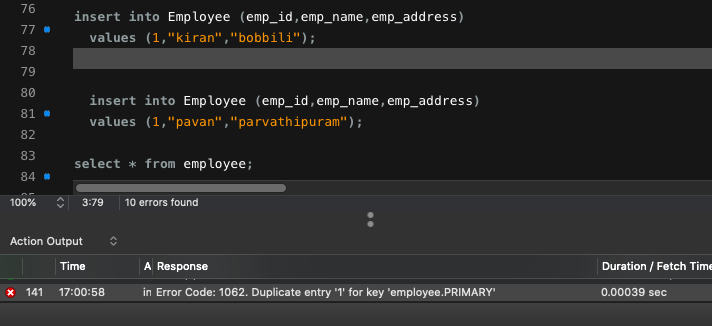 76
insert into Employee (emp_id,emp_name,emp_address)
77 values (1,"kiran","bobbili");
78
79
80
insert into Employee (emp_id,emp_name,emp_address)
81
values (1,"pavan","parvathipuram");
82
83
select * from employee;
84
100% 3:79 10 errors found
Action Output
Time A Response Duration / Fetch Time
141 17:00:58 in Error Code: 1062. Duplicate entry '1' for key 'employee.PRIMARY' 0.00039 sec